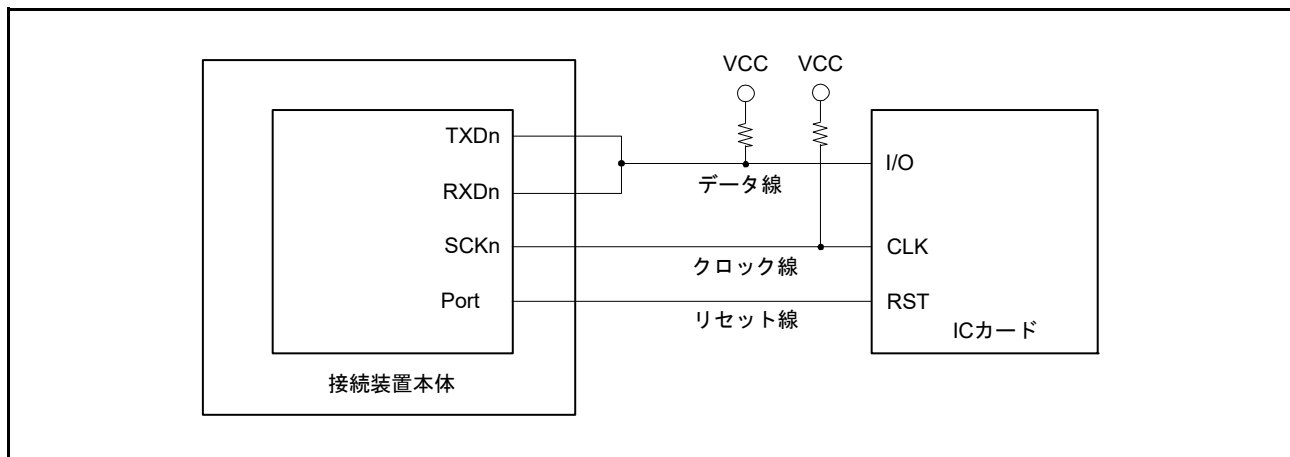 VCC VCC
TXDn
I/O
データ線
RXDn
SCKn
CLK
クロック線
Port
RST
リセット線
ICカード
接続装置本体